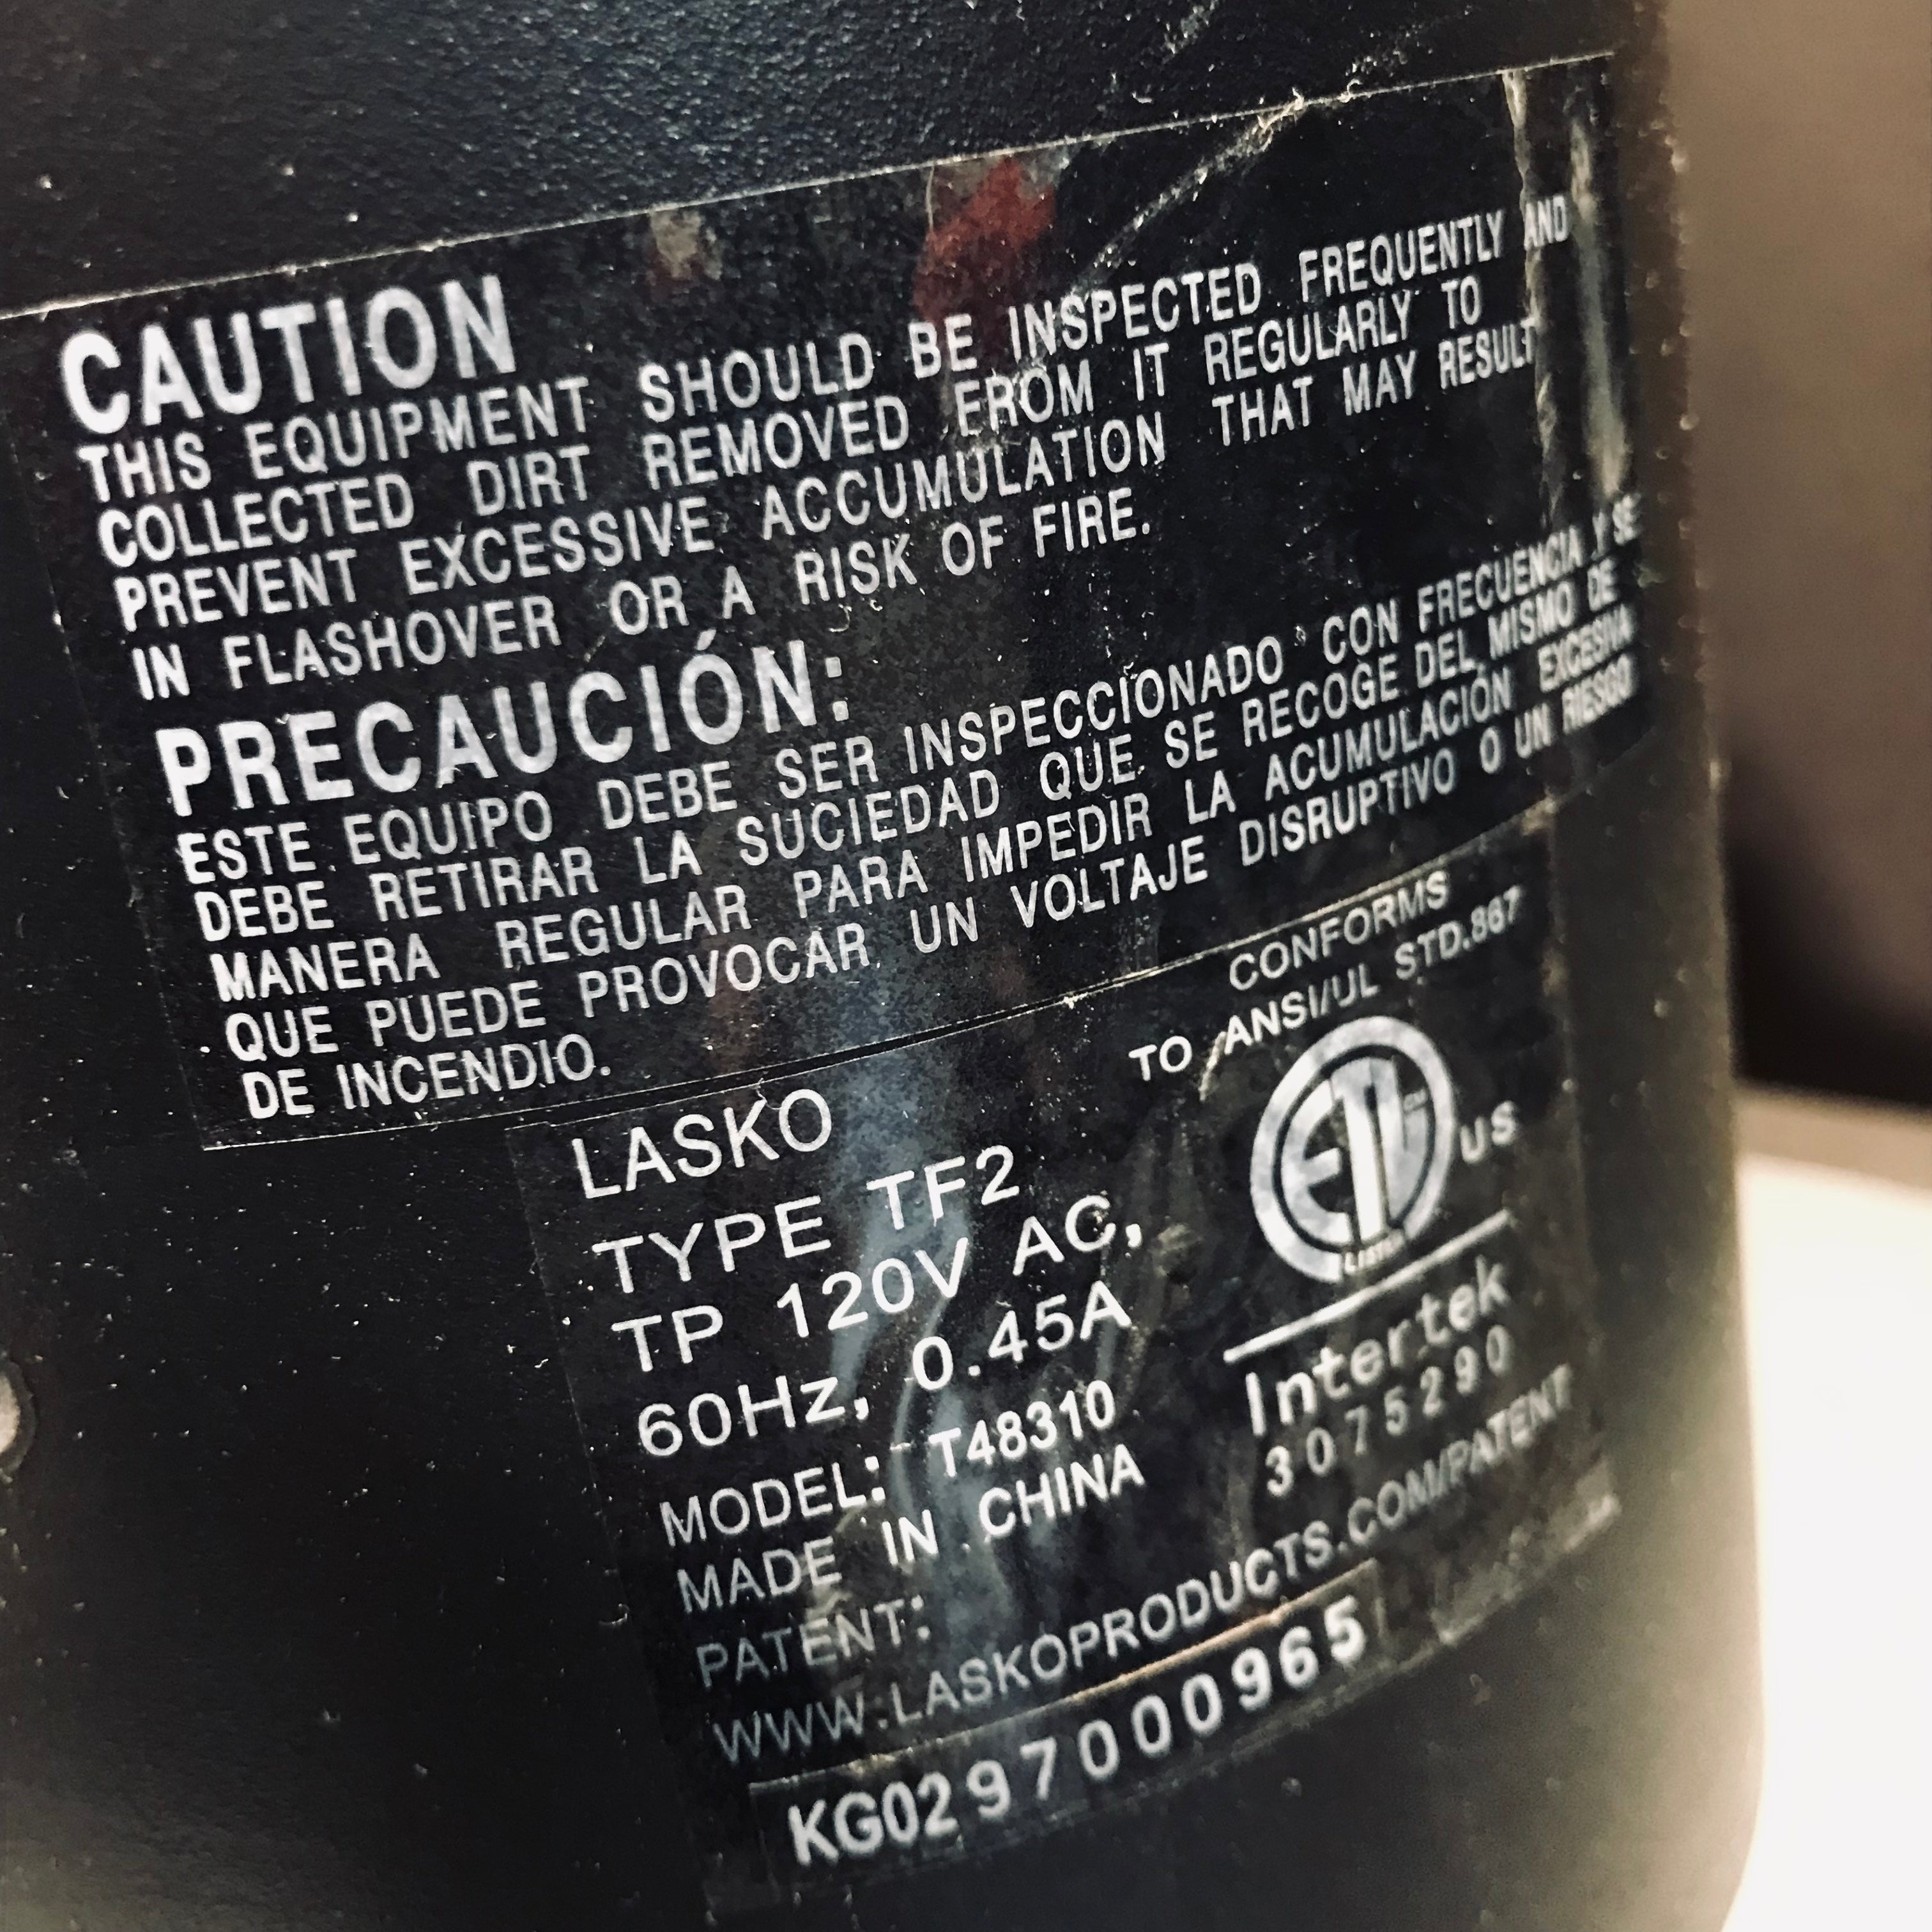 CAUTION
THIS EQUIPMENT SHOULD BE INSPECTED FREQUENTLY AND
COLLECTED DIRT REMOVED FROM IT REGULARLY TO
PREVENT EXCESSIVE ACCUMULATION THAT MAY RESULT
IN FLASHOVER OR A RISK OF FIRE.
PRECAUCIÓN:
ESTE EQUIPO DEBE SER INSPECCIONADO CON FRECUENCIA Y SE
DEBE RETIRAR LA SUCIEDAD QUE SE RECOGE DEL MISMO DE
MANERA REGULAR PARA IMPEDIR LA ACUMULACIÓN EXCESIVA
QUE PUEDE PROVOCAR UN VOLTAJE DISRUPTIVO O UN RIESGO
DE INCENDIO.
CONFORMS
TO ANSI/UL STD.867
LASKO
TYPE TF2
TP 120V AC,
60Hz, 0.45A
MODEL: T48310
MADE IN CHINA
PATENT:
WWW.LASKOPRODUCTS.COM/PATENT
ETL CM
LISTED
US
Intertek
3075290
KG0297000965